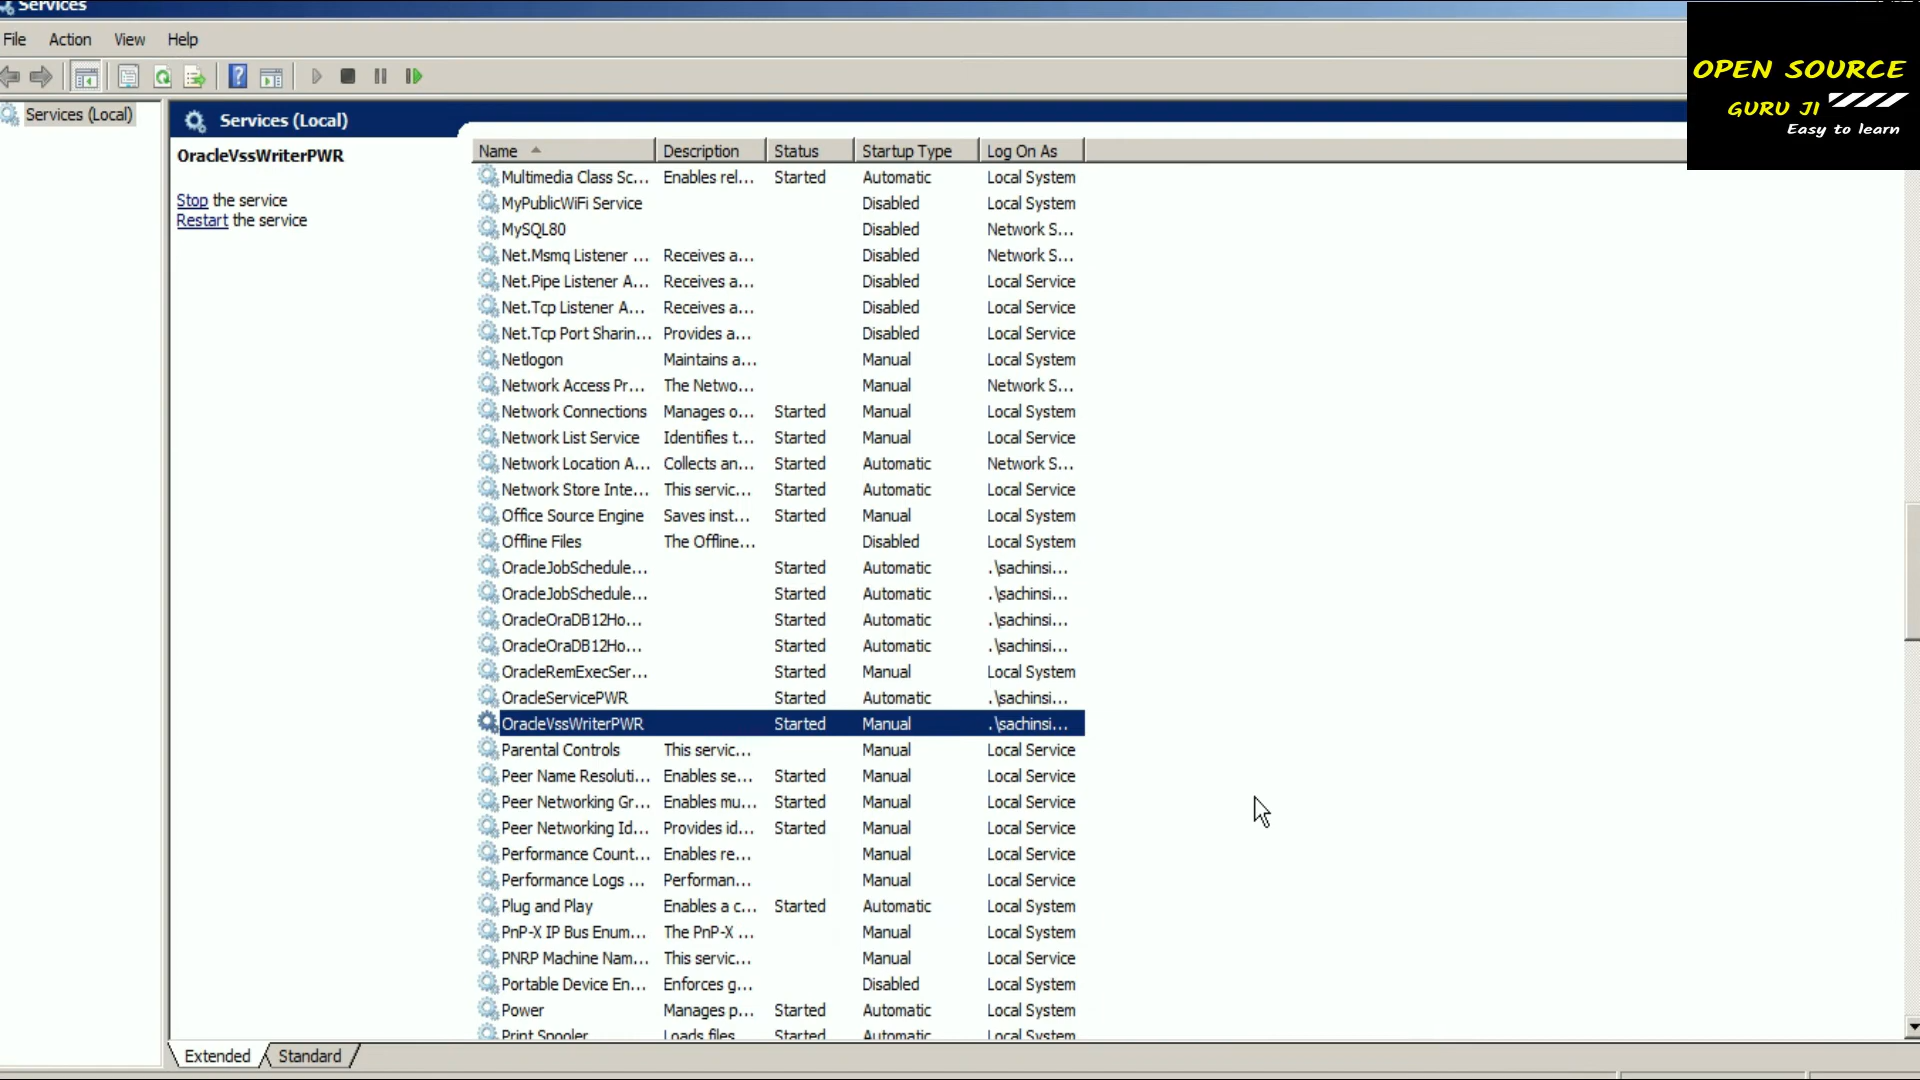 Services
File Action View Help
OPEN SOURCE
GURU JI
Easy to learn
Services (Local)
Services (Local)
OracleVssWriterPWR
Stop the service
Restart the service
Name Description Status Startup Type Log On As
Multimedia Class Sc... Enables rel... Started Automatic Local System
MyPublicWiFi Service Disabled Local System
MySQL80 Disabled Network S...
Net.Msmq Listener ... Receives a... Disabled Network S...
Net.Pipe Listener A... Receives a... Disabled Local Service
Net.Tcp Listener A... Receives a... Disabled Local Service
Net.Tcp Port Sharin... Provides a... Disabled Local Service
Netlogon Maintains a... Manual Local System
Network Access Pr... The Netwo... Manual Network S...
Network Connections Manages o... Started Manual Local System
Network List Service Identifies t... Started Manual Local Service
Network Location A... Collects an... Started Automatic Network S...
Network Store Inte... This servic... Started Automatic Local Service
Office Source Engine Saves inst... Started Manual Local System
Offline Files The Offline... Disabled Local System
OracleJobSchedule... Started Automatic .\sachinsi...
OracleJobSchedule... Started Automatic .\sachinsi...
OracleOraDB12Ho... Started Automatic .\sachinsi...
OracleOraDB12Ho... Started Automatic .\sachinsi...
OracleRemExecSer... Started Manual Local System
OracleServicePWR Started Automatic .\sachinsi...
OracleVssWriterPWR Started Manual .\sachinsi...
Parental Controls This servic... Manual Local Service
Peer Name Resoluti... Enables se... Started Manual Local Service
Peer Networking Gr... Enables mu... Started Manual Local Service
Peer Networking Id... Provides id... Started Manual Local Service
Performance Count... Enables re... Manual Local Service
Performance Logs ... Performan... Manual Local Service
Plug and Play Enables a c... Started Automatic Local System
PnP-X IP Bus Enum... The PnP-X ... Manual Local System
PNRP Machine Nam... This servic... Manual Local Service
Portable Device En... Enforces g... Disabled Local System
Power Manages p... Started Automatic Local System
Print Spooler Loads files Started Automatic Local System
Extended Standard